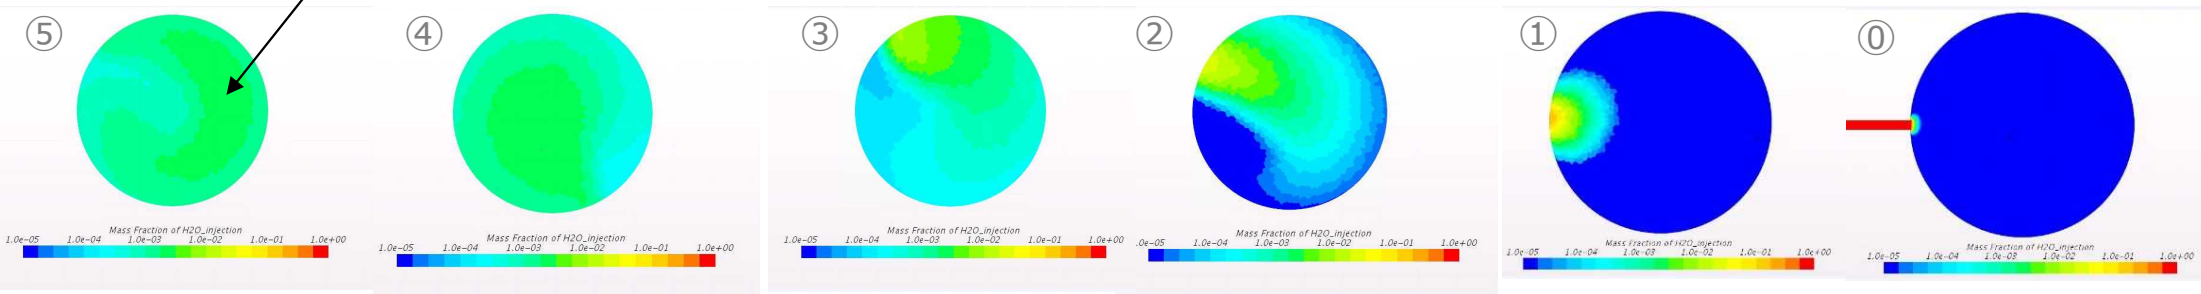 ⑤
④
③
②
①
⓪
Mass Fraction of H2O_injection
1.0e-05 1.0e-04 1.0e-03 1.0e-02 1.0e-01 1.0e+00
Mass Fraction of H2O_injection
1.0e-05 1.0e-04 1.0e-03 1.0e-02 1.0e-01 1.0e+00
Mass Fraction of H2O_injection
1.0e-05 1.0e-04 1.0e-03 1.0e-02 1.0e-01 1.0e+00
Mass Fraction of H2O_injection
.0e-05 1.0e-04 1.0e-03 1.0e-02 1.0e-01 1.0e+00
Mass Fraction of H2O_injection
1.0e-05 1.0e-04 1.0e-03 1.0e-02 1.0e-01 1.0e+00
Mass Fraction of H2O_injection
1.0e-05 1.0e-04 1.0e-03 1.0e-02 1.0e-01 1.0e+00